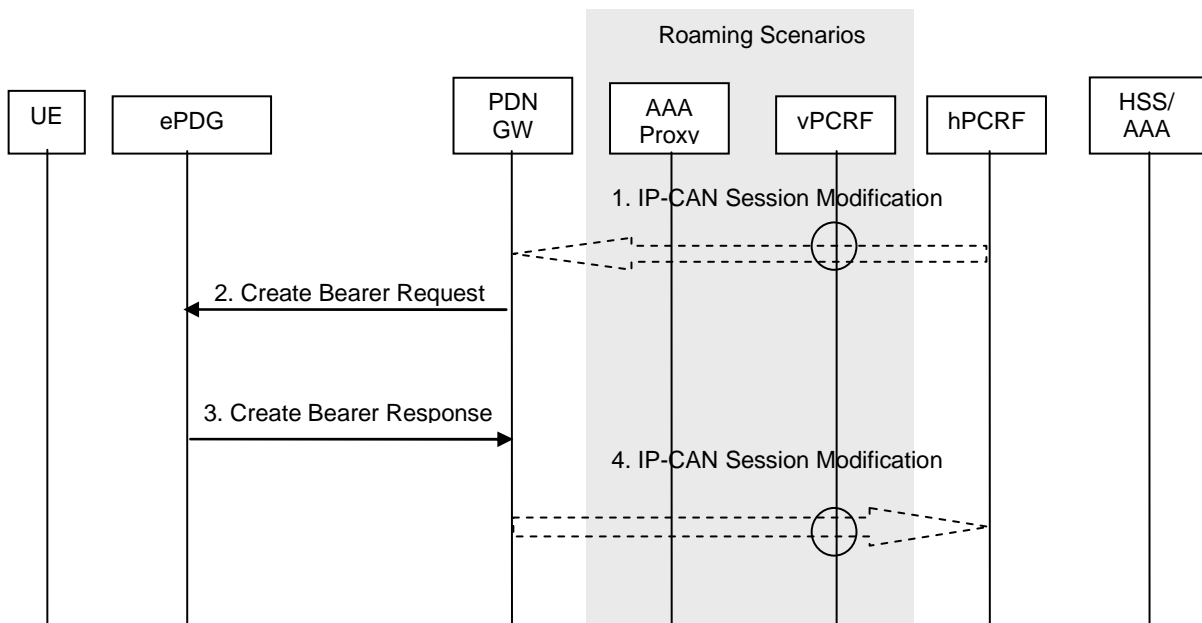 Roaming Scenarios
UE
ePDG
PDN
GW
AAA
Proxy
vPCRF
hPCRF
HSS/
AAA
1. IP-CAN Session Modification
2. Create Bearer Request
3. Create Bearer Response
4. IP-CAN Session Modification